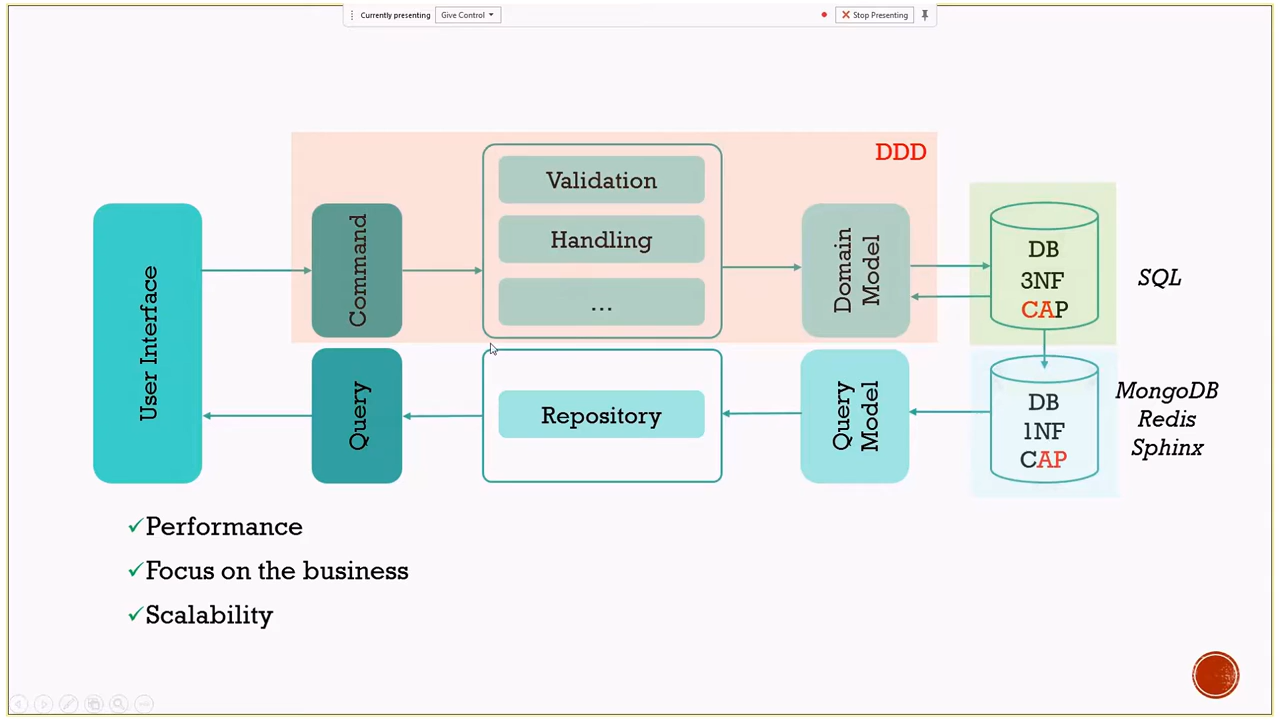 Currently presenting
Give Control
Stop Presenting
DDD
Validation
Handling
...
User Interface
Command
Domain
Model
DB
3NF
CAP
SQL
Query
Repository
Query
Model
DB
1NF
CAP
MongoDB
Redis
Sphinx
✓Performance
✓Focus on the business
✓Scalability